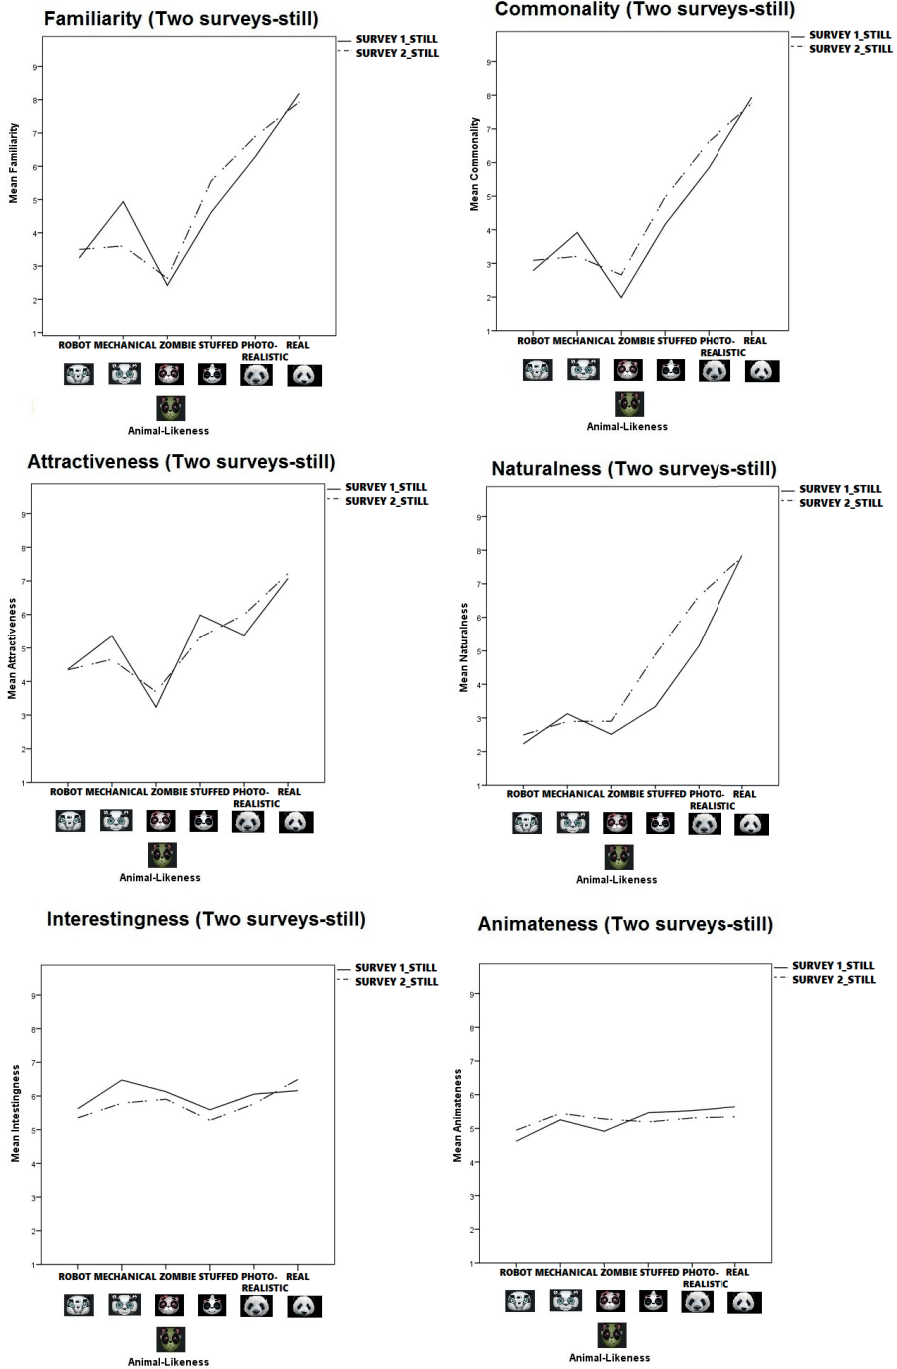 Familiarity (Two surveys-still)
SURVEY 1_STILL
SURVEY 2_STILL
Mean Familiarity
9
8
7
6
5
4
3
2
1
ROBOT MECHANICAL ZOMBIE STUFFED PHOTO- REAL
REALISTIC
Animal-Likeness
Commonality (Two surveys-still)
SURVEY 1_STILL
SURVEY 2_STILL
Mean Commonality
9
8
7
6
5
4
3
2
1
ROBOT MECHANICAL ZOMBIE STUFFED PHOTO- REAL
REALISTIC
Animal-Likeness
Attractiveness (Two surveys-still)
SURVEY 1_STILL
SURVEY 2_STILL
Mean Attractiveness
9
8
7
6
5
4
3
2
1
ROBOT MECHANICAL ZOMBIE STUFFED PHOTO- REAL
REALISTIC
Animal-Likeness
Naturalness (Two surveys-still)
SURVEY 1_STILL
SURVEY 2_STILL
Mean Naturalness
9
8
7
6
5
4
3
2
1
ROBOT MECHANICAL ZOMBIE STUFFED PHOTO- REAL
REALISTIC
Animal-Likeness
Interestingness (Two surveys-still)
SURVEY 1_STILL
SURVEY 2_STILL
Mean Intestingness
9
8
7
6
5
4
3
2
1
ROBOT MECHANICAL ZOMBIE STUFFED PHOTO- REAL
REALISTIC
Animal-Likeness
Animateness (Two surveys-still)
SURVEY 1_STILL
SURVEY 2_STILL
Mean Animateness
9
8
7
6
5
4
3
2
1
ROBOT MECHANICAL ZOMBIE STUFFED PHOTO- REAL
REALISTIC
Animal-Likeness